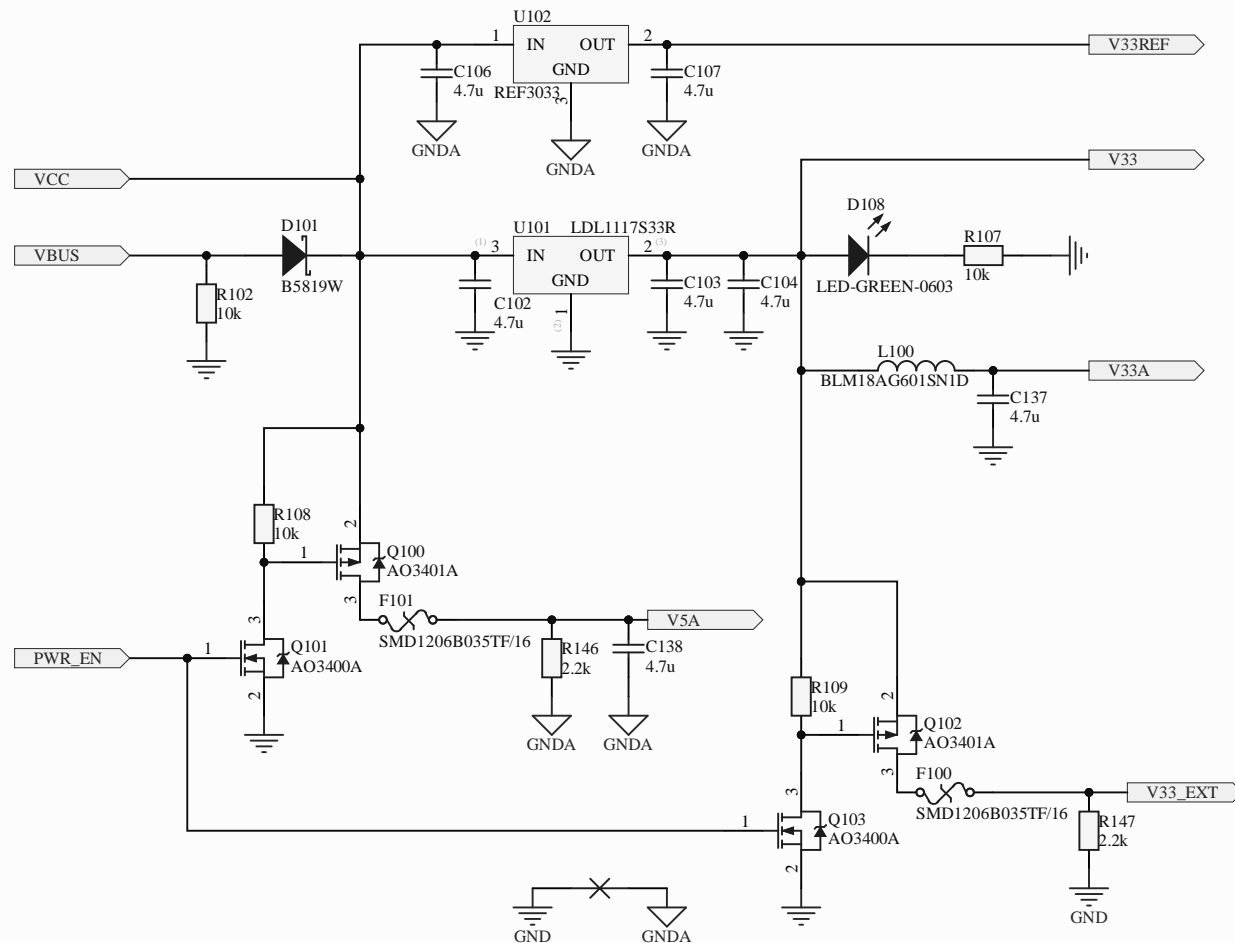 U102
1
IN
OUT
2
GND
REF3033
3
C106
4.7u
C107
4.7u
V33REF
GNDA
GNDA
GNDA
VCC
V33
D101
B5819W
VBUS
R102
10k
U101
LDL1117S33R
(1)
3
IN
OUT
2
(3)
GND
(2)
1
C102
4.7u
C103
4.7u
C104
4.7u
D108
LED-GREEN-0603
R107
10k
L100
BLM18AG601SN1D
V33A
C137
4.7u
R108
10k
2
1
Q100
AO3401A
3
F101
SMD1206B035TF/16
V5A
R146
2.2k
C138
4.7u
GNDA
GNDA
PWR_EN
3
1
Q101
AO3400A
2
R109
10k
2
1
Q102
AO3401A
3
F100
SMD1206B035TF/16
V33_EXT
R147
2.2k
GND
3
1
Q103
AO3400A
2
GND
GNDA